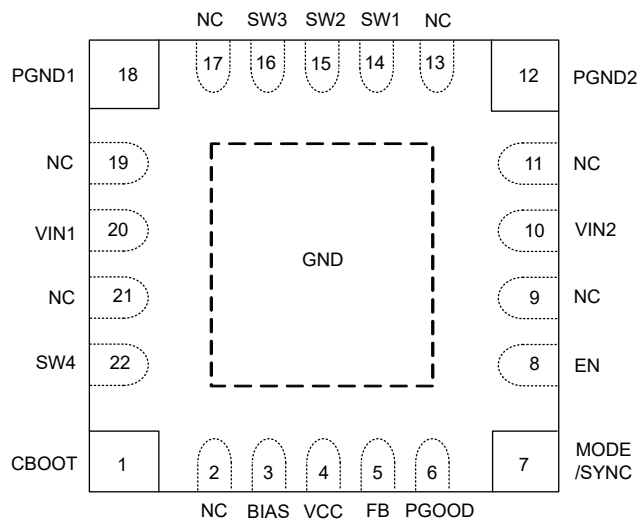 NC SW3 SW2 SW1 NC
17 16 15 14 13
PGND1 18 12 PGND2
NC 19 11 NC
VIN1 20 10 VIN2
GND
NC 21 9 NC
SW4 22 8 EN
CBOOT 1 7 MODE
/SYNC
2 3 4 5 6
NC BIAS VCC FB PGOOD